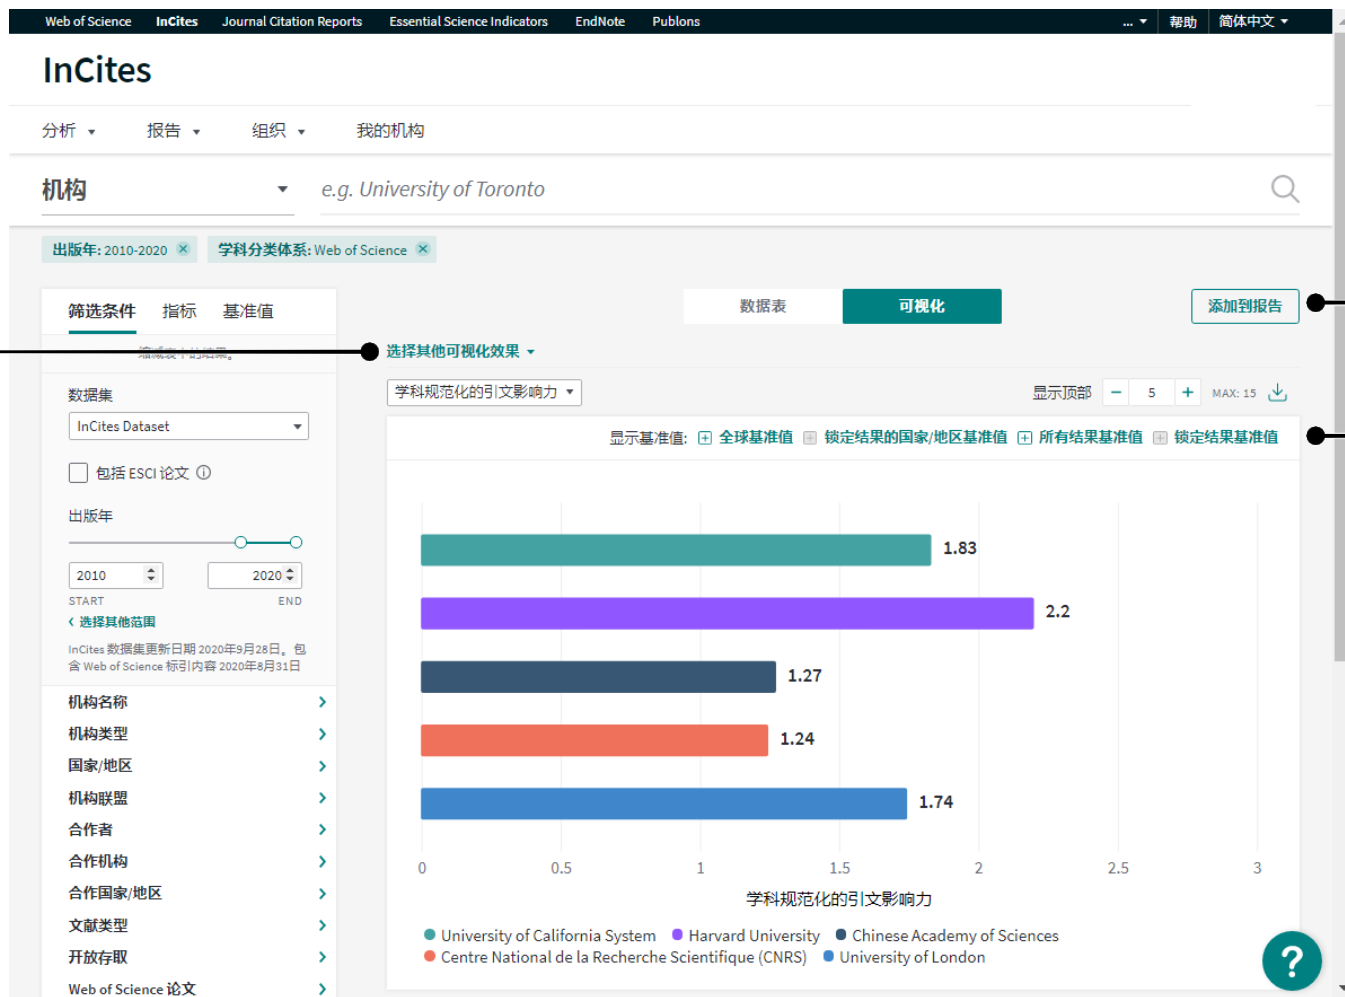 Web of Science InCites Journal Citation Reports Essential Science Indicators EndNote Publons ... 帮助 简体中文
InCites
分析 报告 组织 我的机构
机构 e.g. University of Toronto
出版年: 2010-2020 学科分类体系: Web of Science
筛选条件 指标 基准值
数据表 可视化 添加到报告
缩减表中的结果。
选择其他可视化效果
学科规范化的引文影响力 显示顶部 − 5 + MAX: 15
数据集
InCites Dataset
显示基准值: 全球基准值 锁定结果的国家/地区基准值 所有结果基准值 锁定结果基准值
包括 ESCI 论文
出版年
2010 2020
START END
选择其他范围
InCites 数据集更新日期 2020年9月28日。包
含 Web of Science 标引内容 2020年8月31日
机构名称
机构类型
国家/地区
机构联盟
合作者
合作机构
合作国家/地区
文献类型
开放存取
Web of Science 论文
1.83
2.2
1.27
1.24
1.74
0 0.5 1 1.5 2 2.5 3
学科规范化的引文影响力
University of California System Harvard University Chinese Academy of Sciences
Centre National de la Recherche Scientifique (CNRS) University of London
?